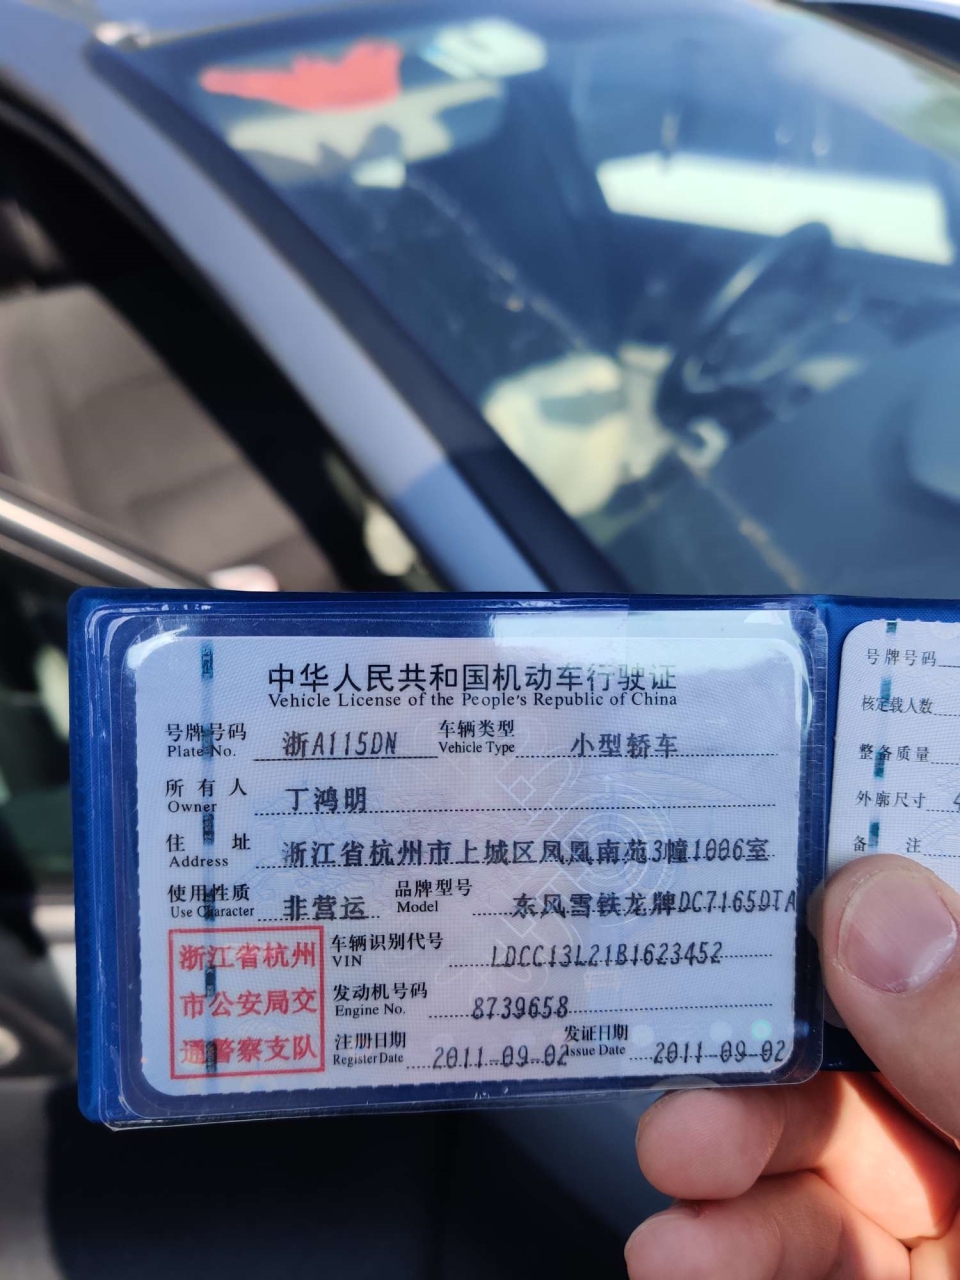 中华人民共和国机动车行驶证
Vehicle License of the People's Republic of China
号牌号码 浙A115DN 车辆类型 小型轿车
Plate No. Vehicle Type
所有人 丁鸿明
Owner
住址 浙江省杭州市上城区凤凰南苑3幢1006室
Address
使用性质 非营运 品牌型号 东风雪铁龙牌DC7165DTA
Use Character Model
浙江省杭州
市公安局交
通警察支队
车辆识别代号 LDCC13L21B1623452
VIN
发动机号码 8739658
Engine No.
注册日期 2011-09-02 发证日期 2011-09-02
Register Date Issue Date
号牌号码
核定载人数
整备质量
外廓尺寸 4
备注